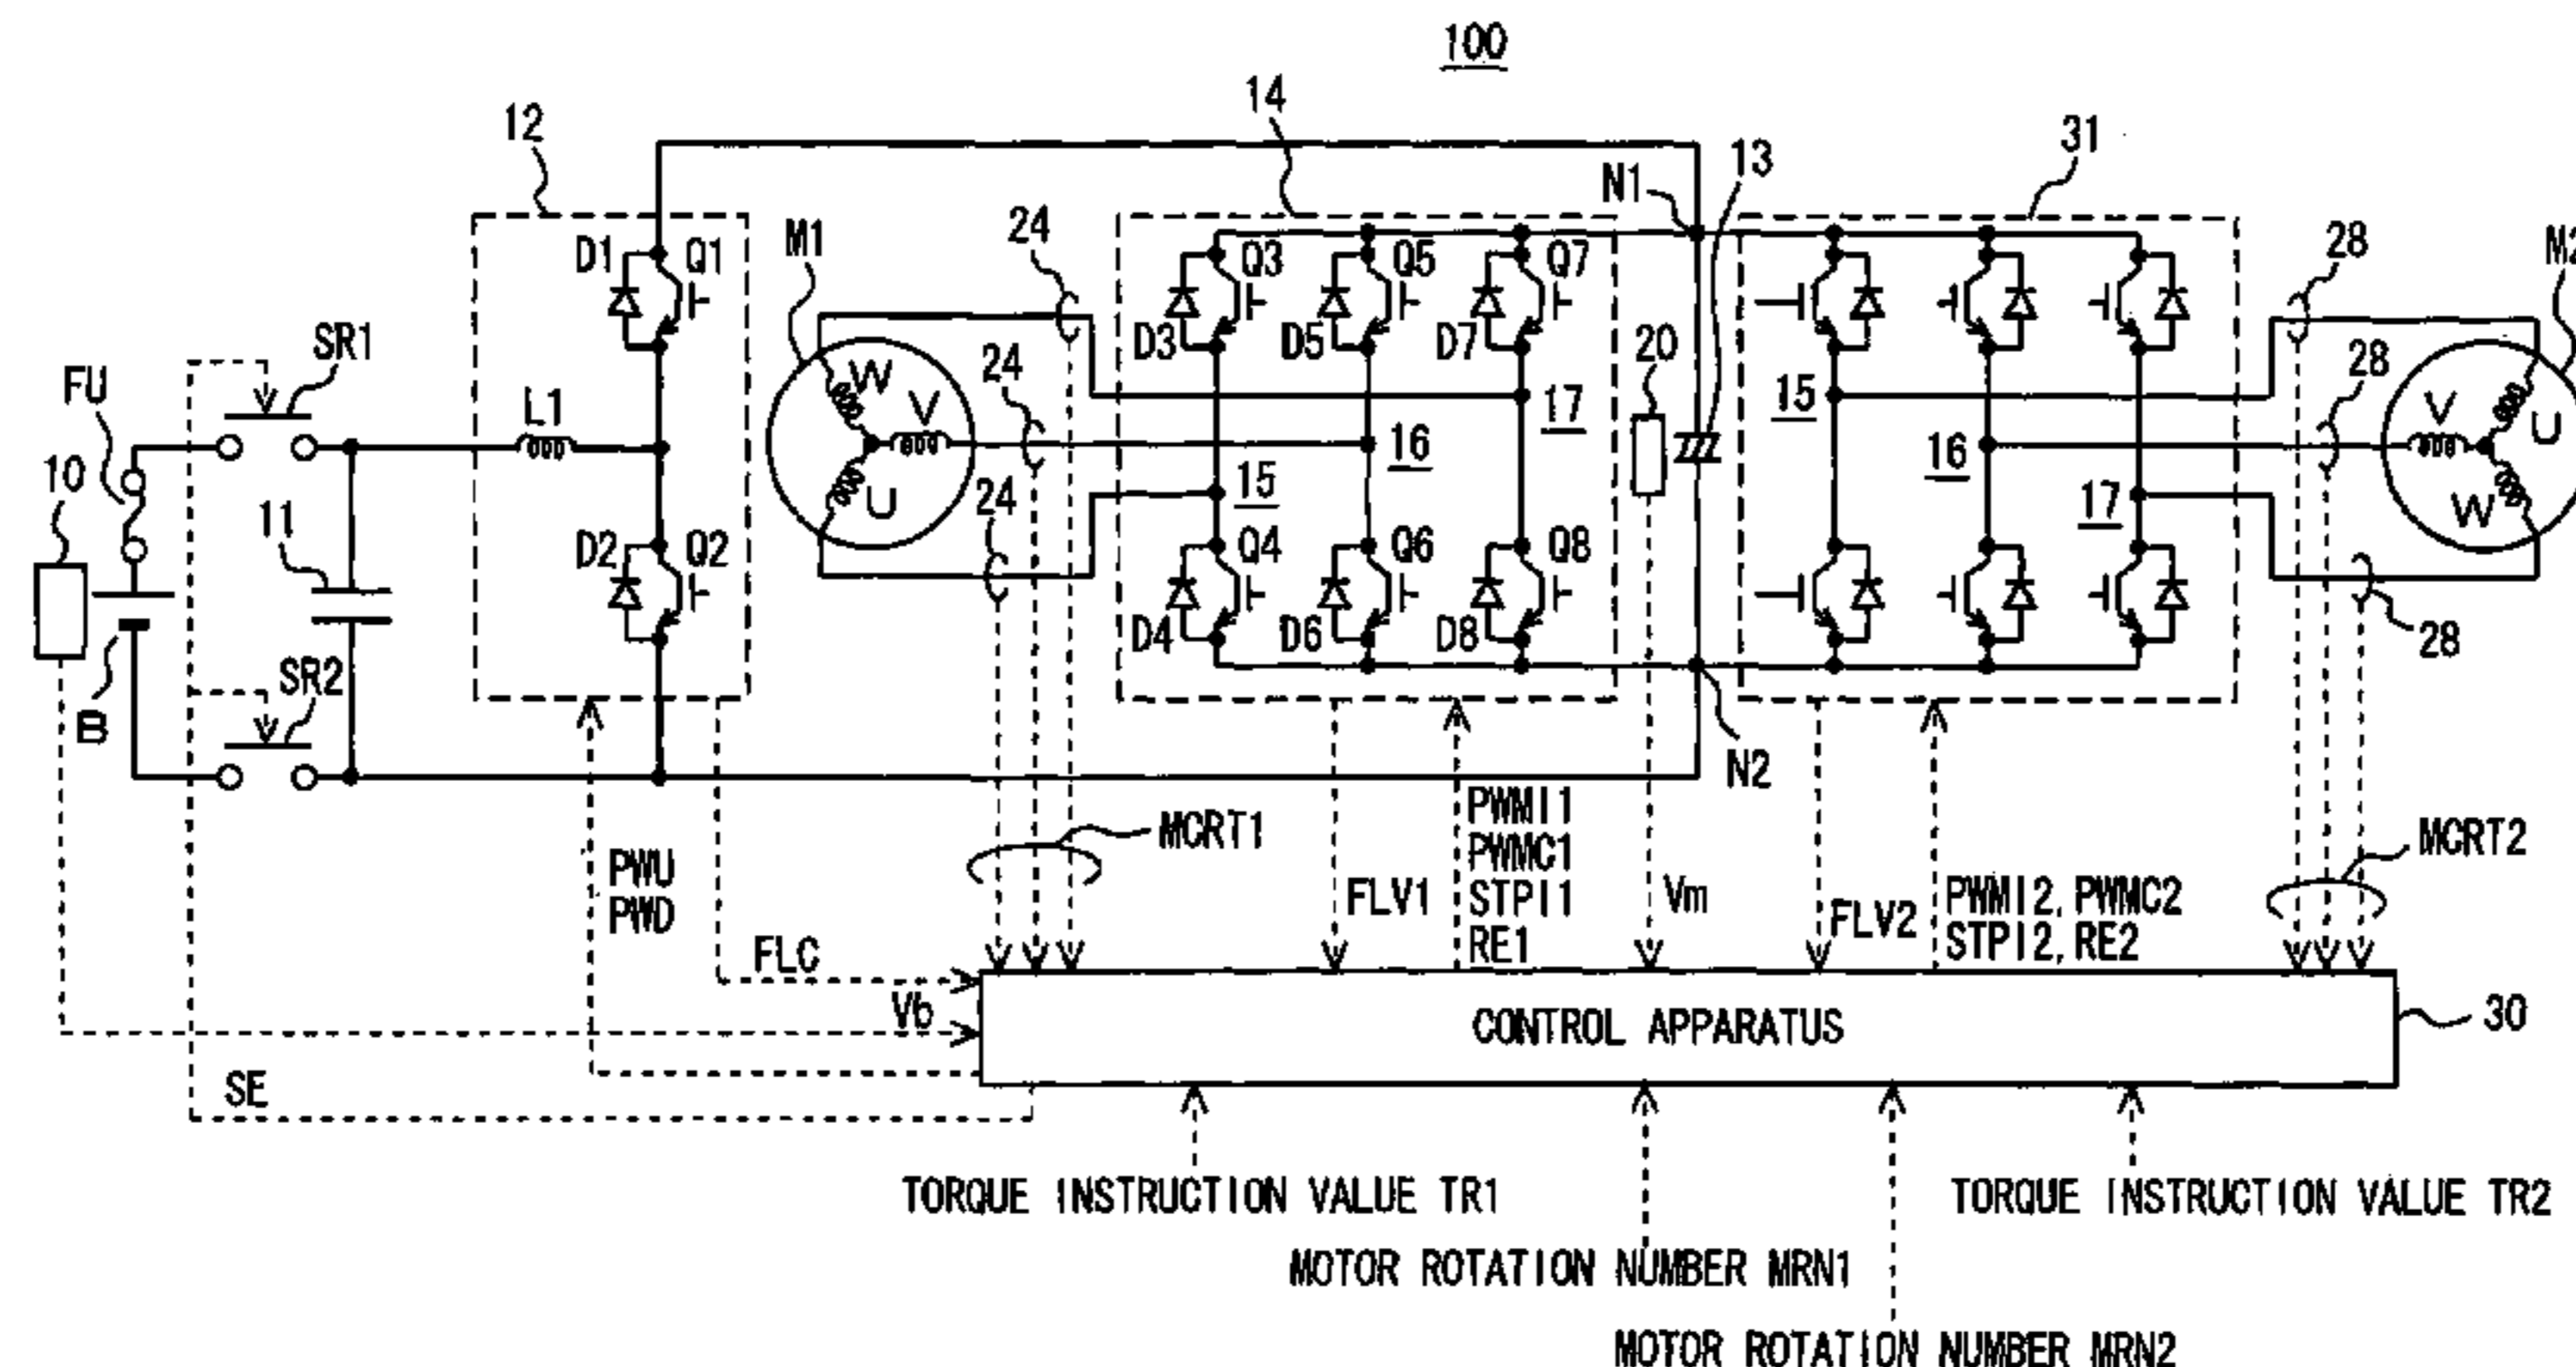 100
12
14
31
N1
13
24
28
M1
D1
Q1
Q3
Q5
Q7
D3
D5
D7
SR1
FU
L1
W
V
U
24
20
15
16
17
28
V
U
W
10
11
15
16
17
24
D2
Q2
Q4
Q6
Q8
D4
D6
D8
SR2
B
28
N2
PWU
PWD
FLC
Vb
SE
MCRT1
FLV1
PWMI1
PWMC1
STPI1
RE1
Vm
FLV2
PWMI2, PWMC2
STPI2, RE2
MCRT2
CONTROL APPARATUS
30
TORQUE INSTRUCTION VALUE TR1
TORQUE INSTRUCTION VALUE TR2
MOTOR ROTATION NUMBER MRN1
MOTOR ROTATION NUMBER MRN2